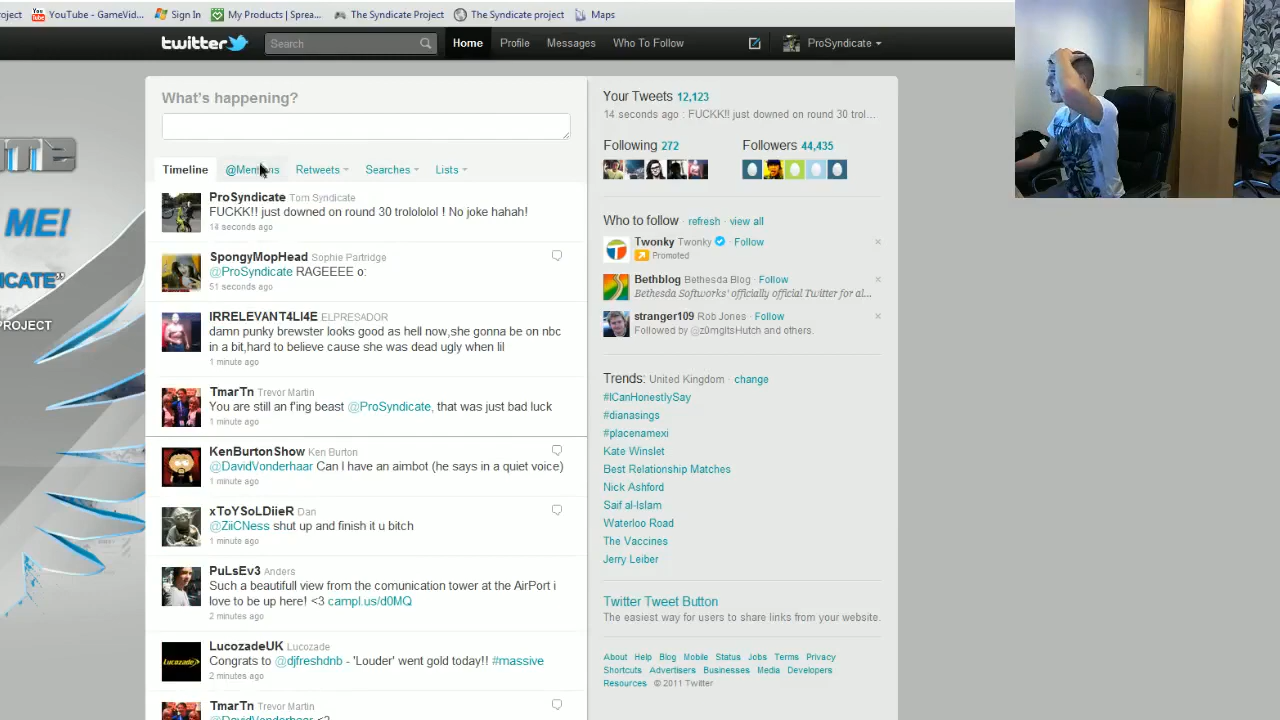 oject
YouTube - GameVid...
Sign In
My Products | Sprea...
The Syndicate Project
The Syndicate project
Maps
twitter
Search
Home
Profile
Messages
Who To Follow
ProSyndicate
What's happening?
Timeline
@Mentions
Retweets
Searches
Lists
ProSyndicate Tom Syndicate
FUCKK!! just downed on round 30 trolololol ! No joke hahah!
14 seconds ago
SpongyMopHead Sophie Partridge
@ProSyndicate RAGEEEE o:
51 seconds ago
IRRELEVANT4LI4E ELPRESADOR
damn punky brewster looks good as hell now,she gonna be on nbc
in a bit,hard to believe cause she was dead ugly when lil
1 minute ago
TmarTn Trevor Martin
You are still an f'ing beast @ProSyndicate, that was just bad luck
1 minute ago
KenBurtonShow Ken Burton
@DavidVonderhaar Can I have an aimbot (he says in a quiet voice)
1 minute ago
xToYSoLDiieR Dan
@ZiiCNess shut up and finish it u bitch
1 minute ago
PuLsEv3 Anders
Such a beautifull view from the comunication tower at the AirPort i
love to be up here! <3 campl.us/d0MQ
2 minutes ago
LucozadeUK Lucozade
Congrats to @djfreshdnb - 'Louder' went gold today!! #massive
2 minutes ago
TmarTn Trevor Martin
@DavidVonderhaar <3
Your Tweets 12,123
14 seconds ago : FUCKK!! just downed on round 30 trol...
Following 272
Followers 44,435
Who to follow · refresh · view all
Twonky Twonky · Follow
Promoted
Bethblog Bethesda Blog · Follow
Bethesda Softworks' officially official Twitter for al...
stranger109 Rob Jones · Follow
Followed by @z0mgItsHutch and others.
Trends: United Kingdom · change
#ICanHonestlySay
#dianasings
#placenamexi
Kate Winslet
Best Relationship Matches
Nick Ashford
Saif al-Islam
Waterloo Road
The Vaccines
Jerry Leiber
Twitter Tweet Button
The easiest way for users to share links from your website.
About Help Blog Mobile Status Jobs Terms Privacy
Shortcuts Advertisers Businesses Media Developers
Resources © 2011 Twitter
TE
ME!
ICATE"
PROJECT